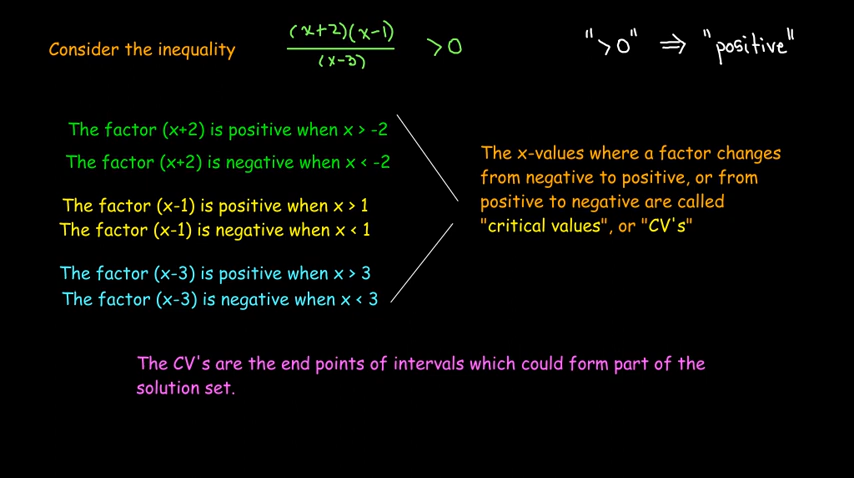 Consider the inequality (x+2)(x-1) / (x-3) > 0
"> 0" ⇒ "positive"
The factor (x+2) is positive when x > -2
The factor (x+2) is negative when x < -2
The factor (x-1) is positive when x > 1
The factor (x-1) is negative when x < 1
The factor (x-3) is positive when x > 3
The factor (x-3) is negative when x < 3
The x-values where a factor changes
from negative to positive, or from
positive to negative are called
"critical values", or "CV's"
The CV's are the end points of intervals which could form part of the
solution set.